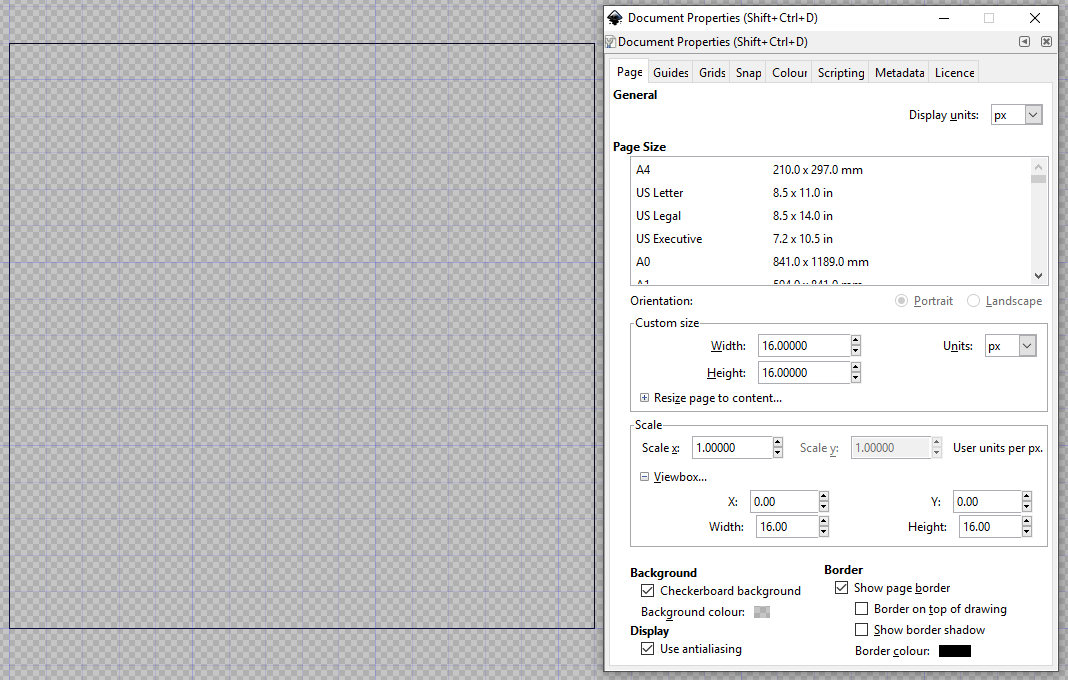 Document Properties (Shift+Ctrl+D)
Document Properties (Shift+Ctrl+D)
Page Guides Grids Snap Colour Scripting Metadata Licence
General
Display units: px
Page Size
A4 210.0 x 297.0 mm
US Letter 8.5 x 11.0 in
US Legal 8.5 x 14.0 in
US Executive 7.2 x 10.5 in
A0 841.0 x 1189.0 mm
A1 594.0 x 841.0 mm
Orientation: Portrait Landscape
Custom size
Width: 16.00000 Units: px
Height: 16.00000
Resize page to content...
Scale
Scale x: 1.00000 Scale y: 1.00000 User units per px.
Viewbox...
X: 0.00 Y: 0.00
Width: 16.00 Height: 16.00
Background Border
Checkerboard background Show page border
Background colour: Border on top of drawing
Display Show border shadow
Use antialiasing Border colour: